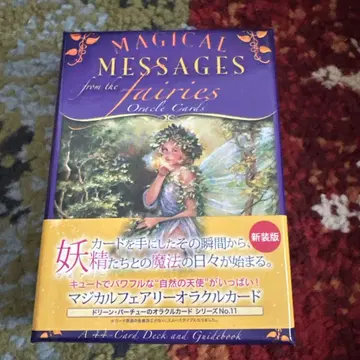 MAGICAL
MESSAGES
from the
fairies
Oracle Cards
カードを手にしたその瞬間から、
妖精たちとの魔法の日々が始まる。
新装版
キュートでパワフルな“自然の天使”がいっぱい!
マジカルフェアリーオラクルカード
ドリーン・バーチューのオラクルカード シリーズNo.11
A 44-Card Deck and Guidebook